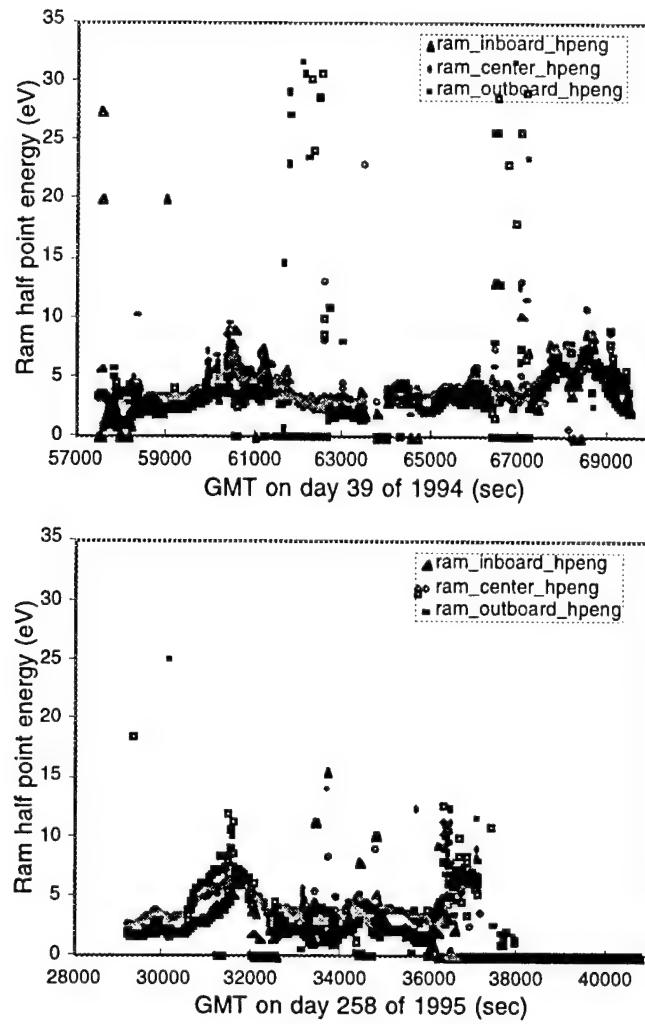 35
30
25
20
15
10
5
0
Ram half point energy (eV)
ram_inboard_hpeng
ram_center_hpeng
ram_outboard_hpeng
57000 59000 61000 63000 65000 67000 69000
GMT on day 39 of 1994 (sec)
35
30
25
20
15
10
5
0
Ram half point energy (eV)
ram_inboard_hpeng
ram_center_hpeng
ram_outboard_hpeng
28000 30000 32000 34000 36000 38000 40000
GMT on day 258 of 1995 (sec)